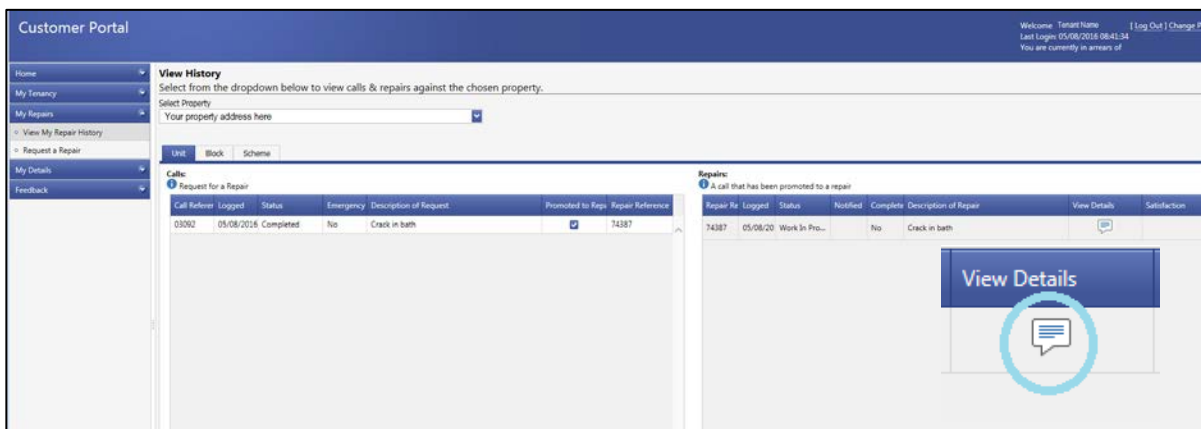 Customer Portal
Welcome Tenant Name [ Log Out ] Change P
Last Login: 05/08/2016 08:41:34
You are currently in arrears of
Home
My Tenancy
My Repairs
View My Repair History
Request a Repair
My Details
Feedback
View History
Select from the dropdown below to view calls & repairs against the chosen property.
Select Property
Your property address here
Unit Block Scheme
Calls:
Request for a Repair
Call Referer Logged Status Emergency Description of Request Promoted to Repa Repair Reference
03092 05/08/2016 Completed No Crack in bath 74387
Repairs:
A call that has been promoted to a repair
Repair Re Logged Status Notified Complete Description of Repair View Details Satisfaction
74387 05/08/20 Work In Pro... No Crack in bath
View Details